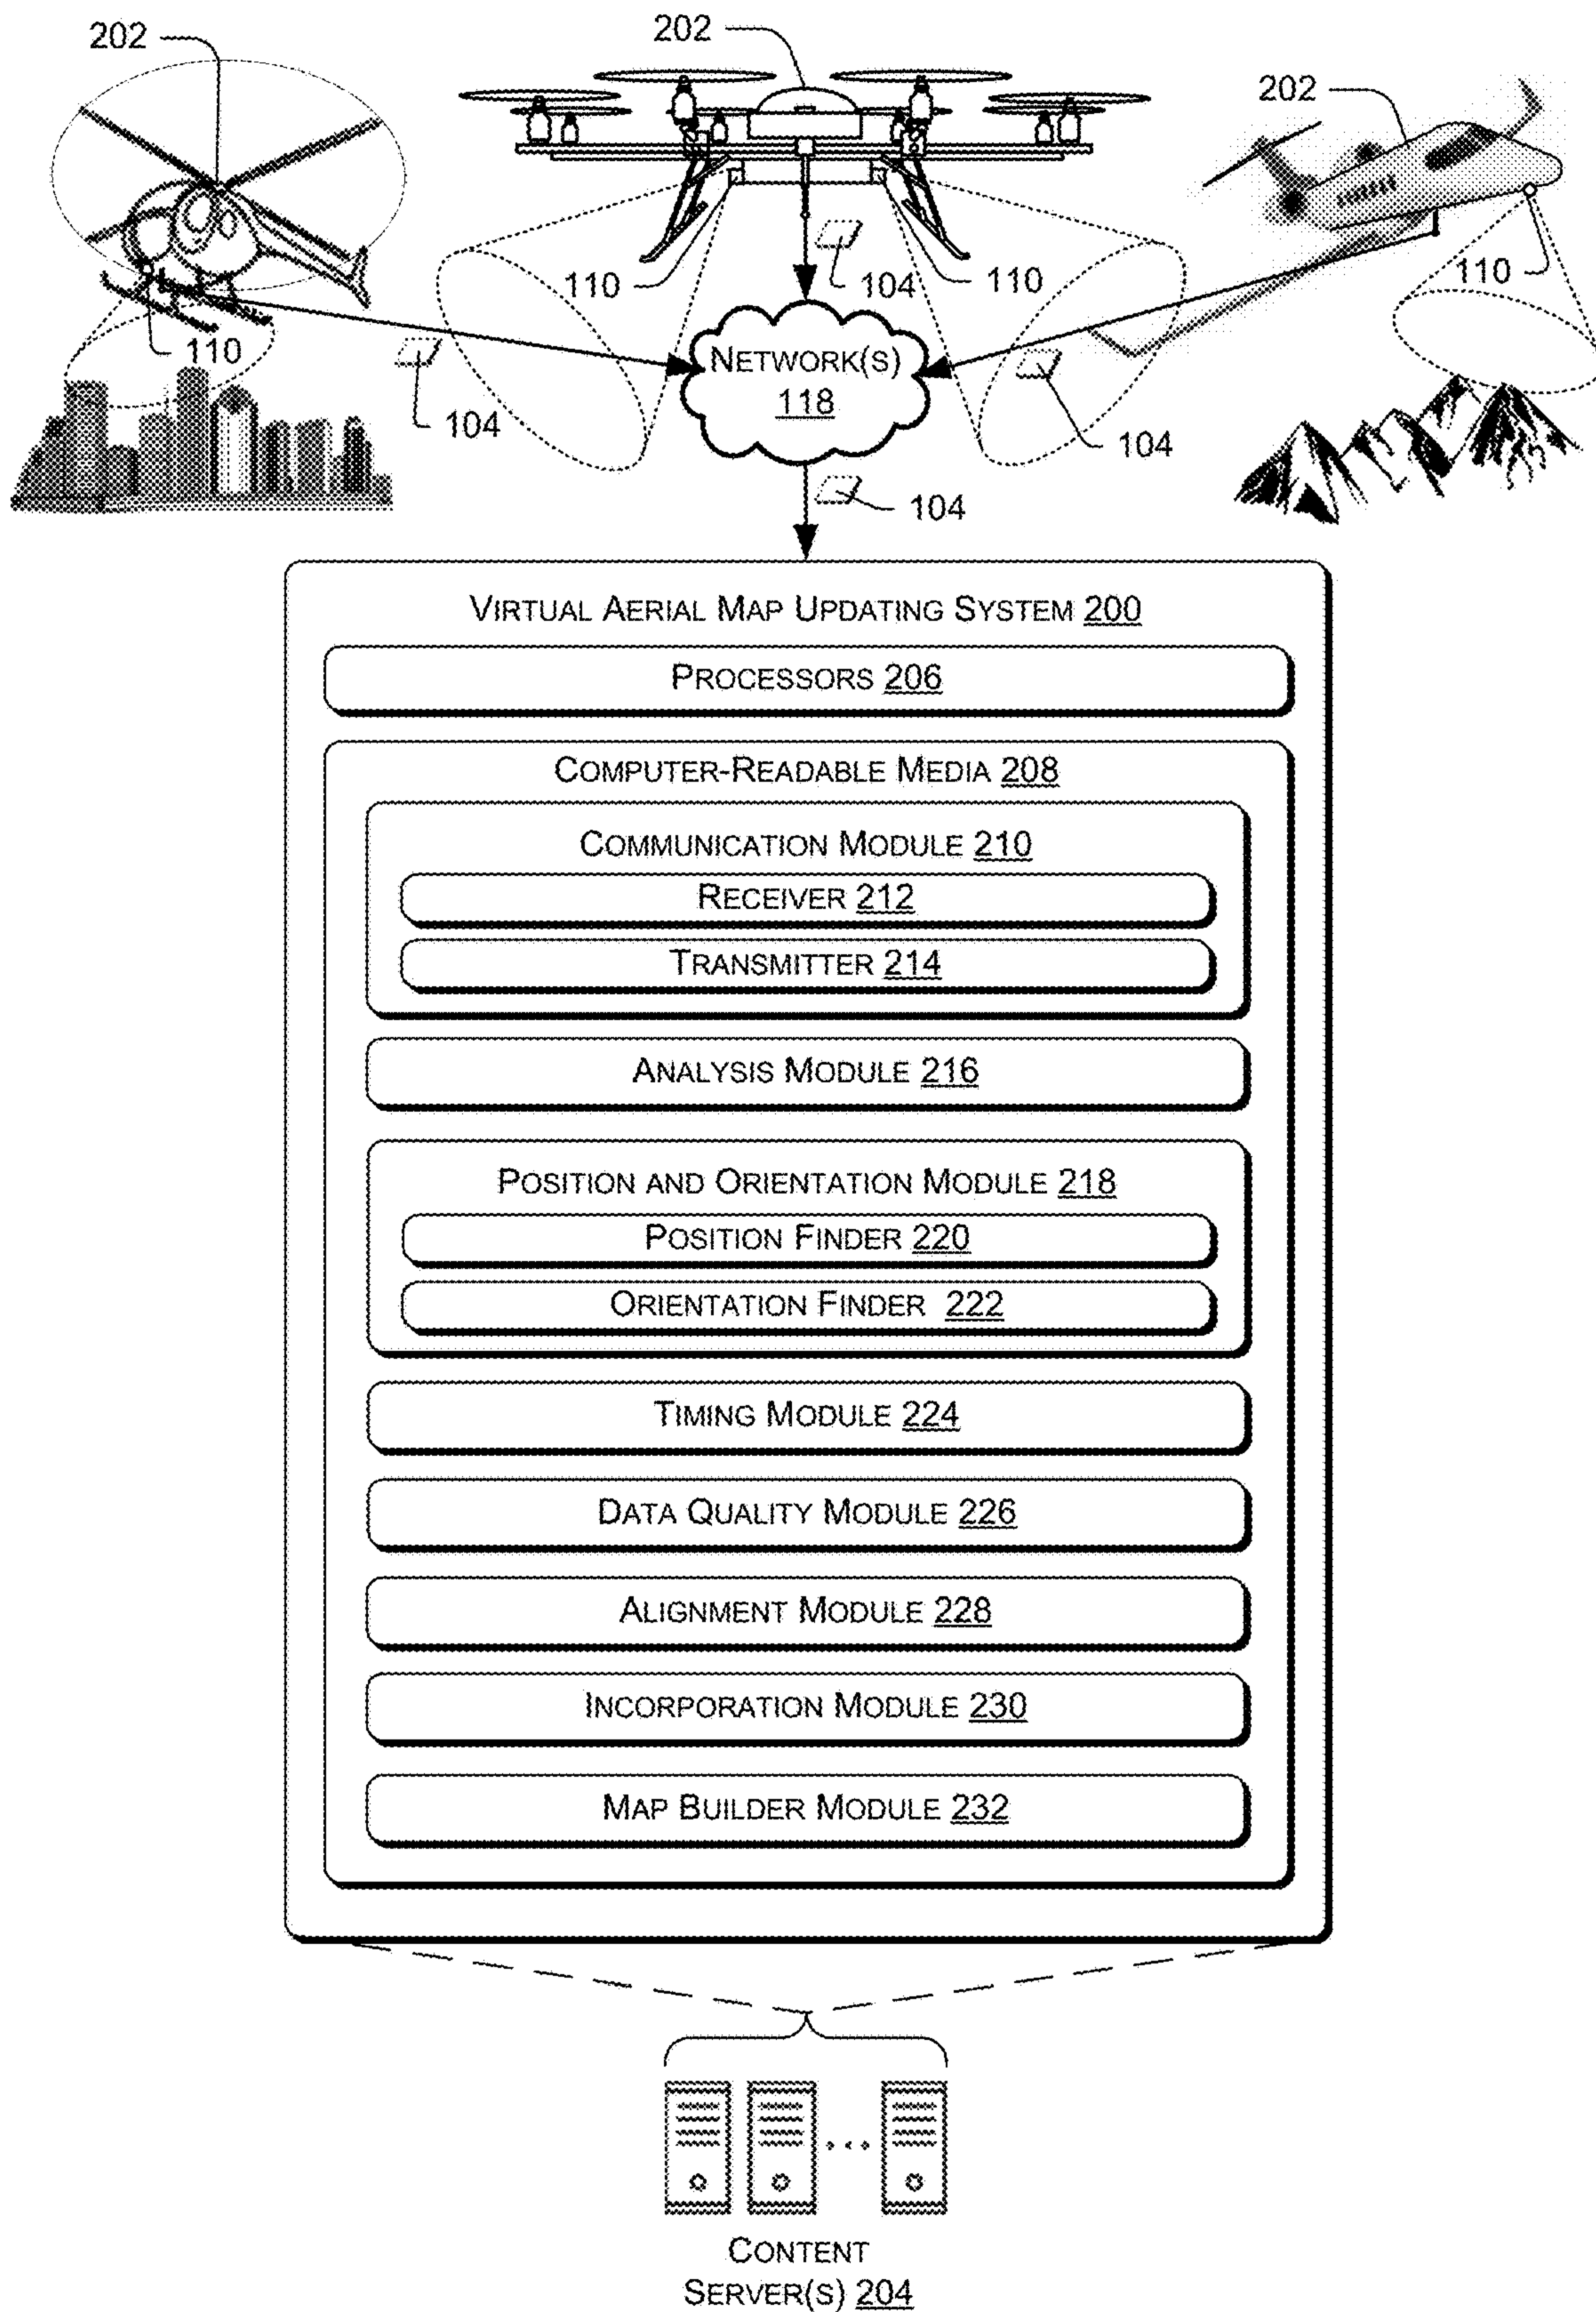 202
202
202
110
104
110
110
110
NETWORK(S)
118
104
104
104
VIRTUAL AERIAL MAP UPDATING SYSTEM 200
PROCESSORS 206
COMPUTER-READABLE MEDIA 208
COMMUNICATION MODULE 210
RECEIVER 212
TRANSMITTER 214
ANALYSIS MODULE 216
POSITION AND ORIENTATION MODULE 218
POSITION FINDER 220
ORIENTATION FINDER 222
TIMING MODULE 224
DATA QUALITY MODULE 226
ALIGNMENT MODULE 228
INCORPORATION MODULE 230
MAP BUILDER MODULE 232
CONTENT
SERVER(S) 204